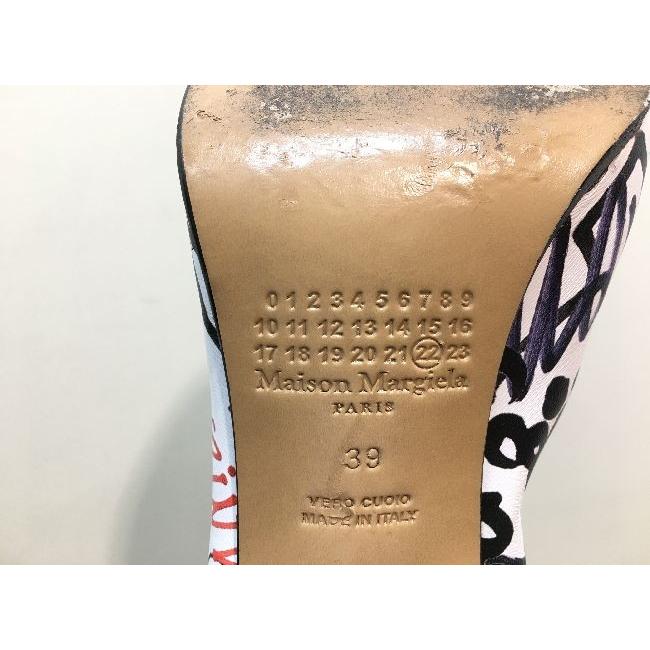 0 1 2 3 4 5 6 7 8 9
10 11 12 13 14 15 16
17 18 19 20 21 22 23
Maison Margiela
PARIS
39
VERO CUOIO
MADE IN ITALY